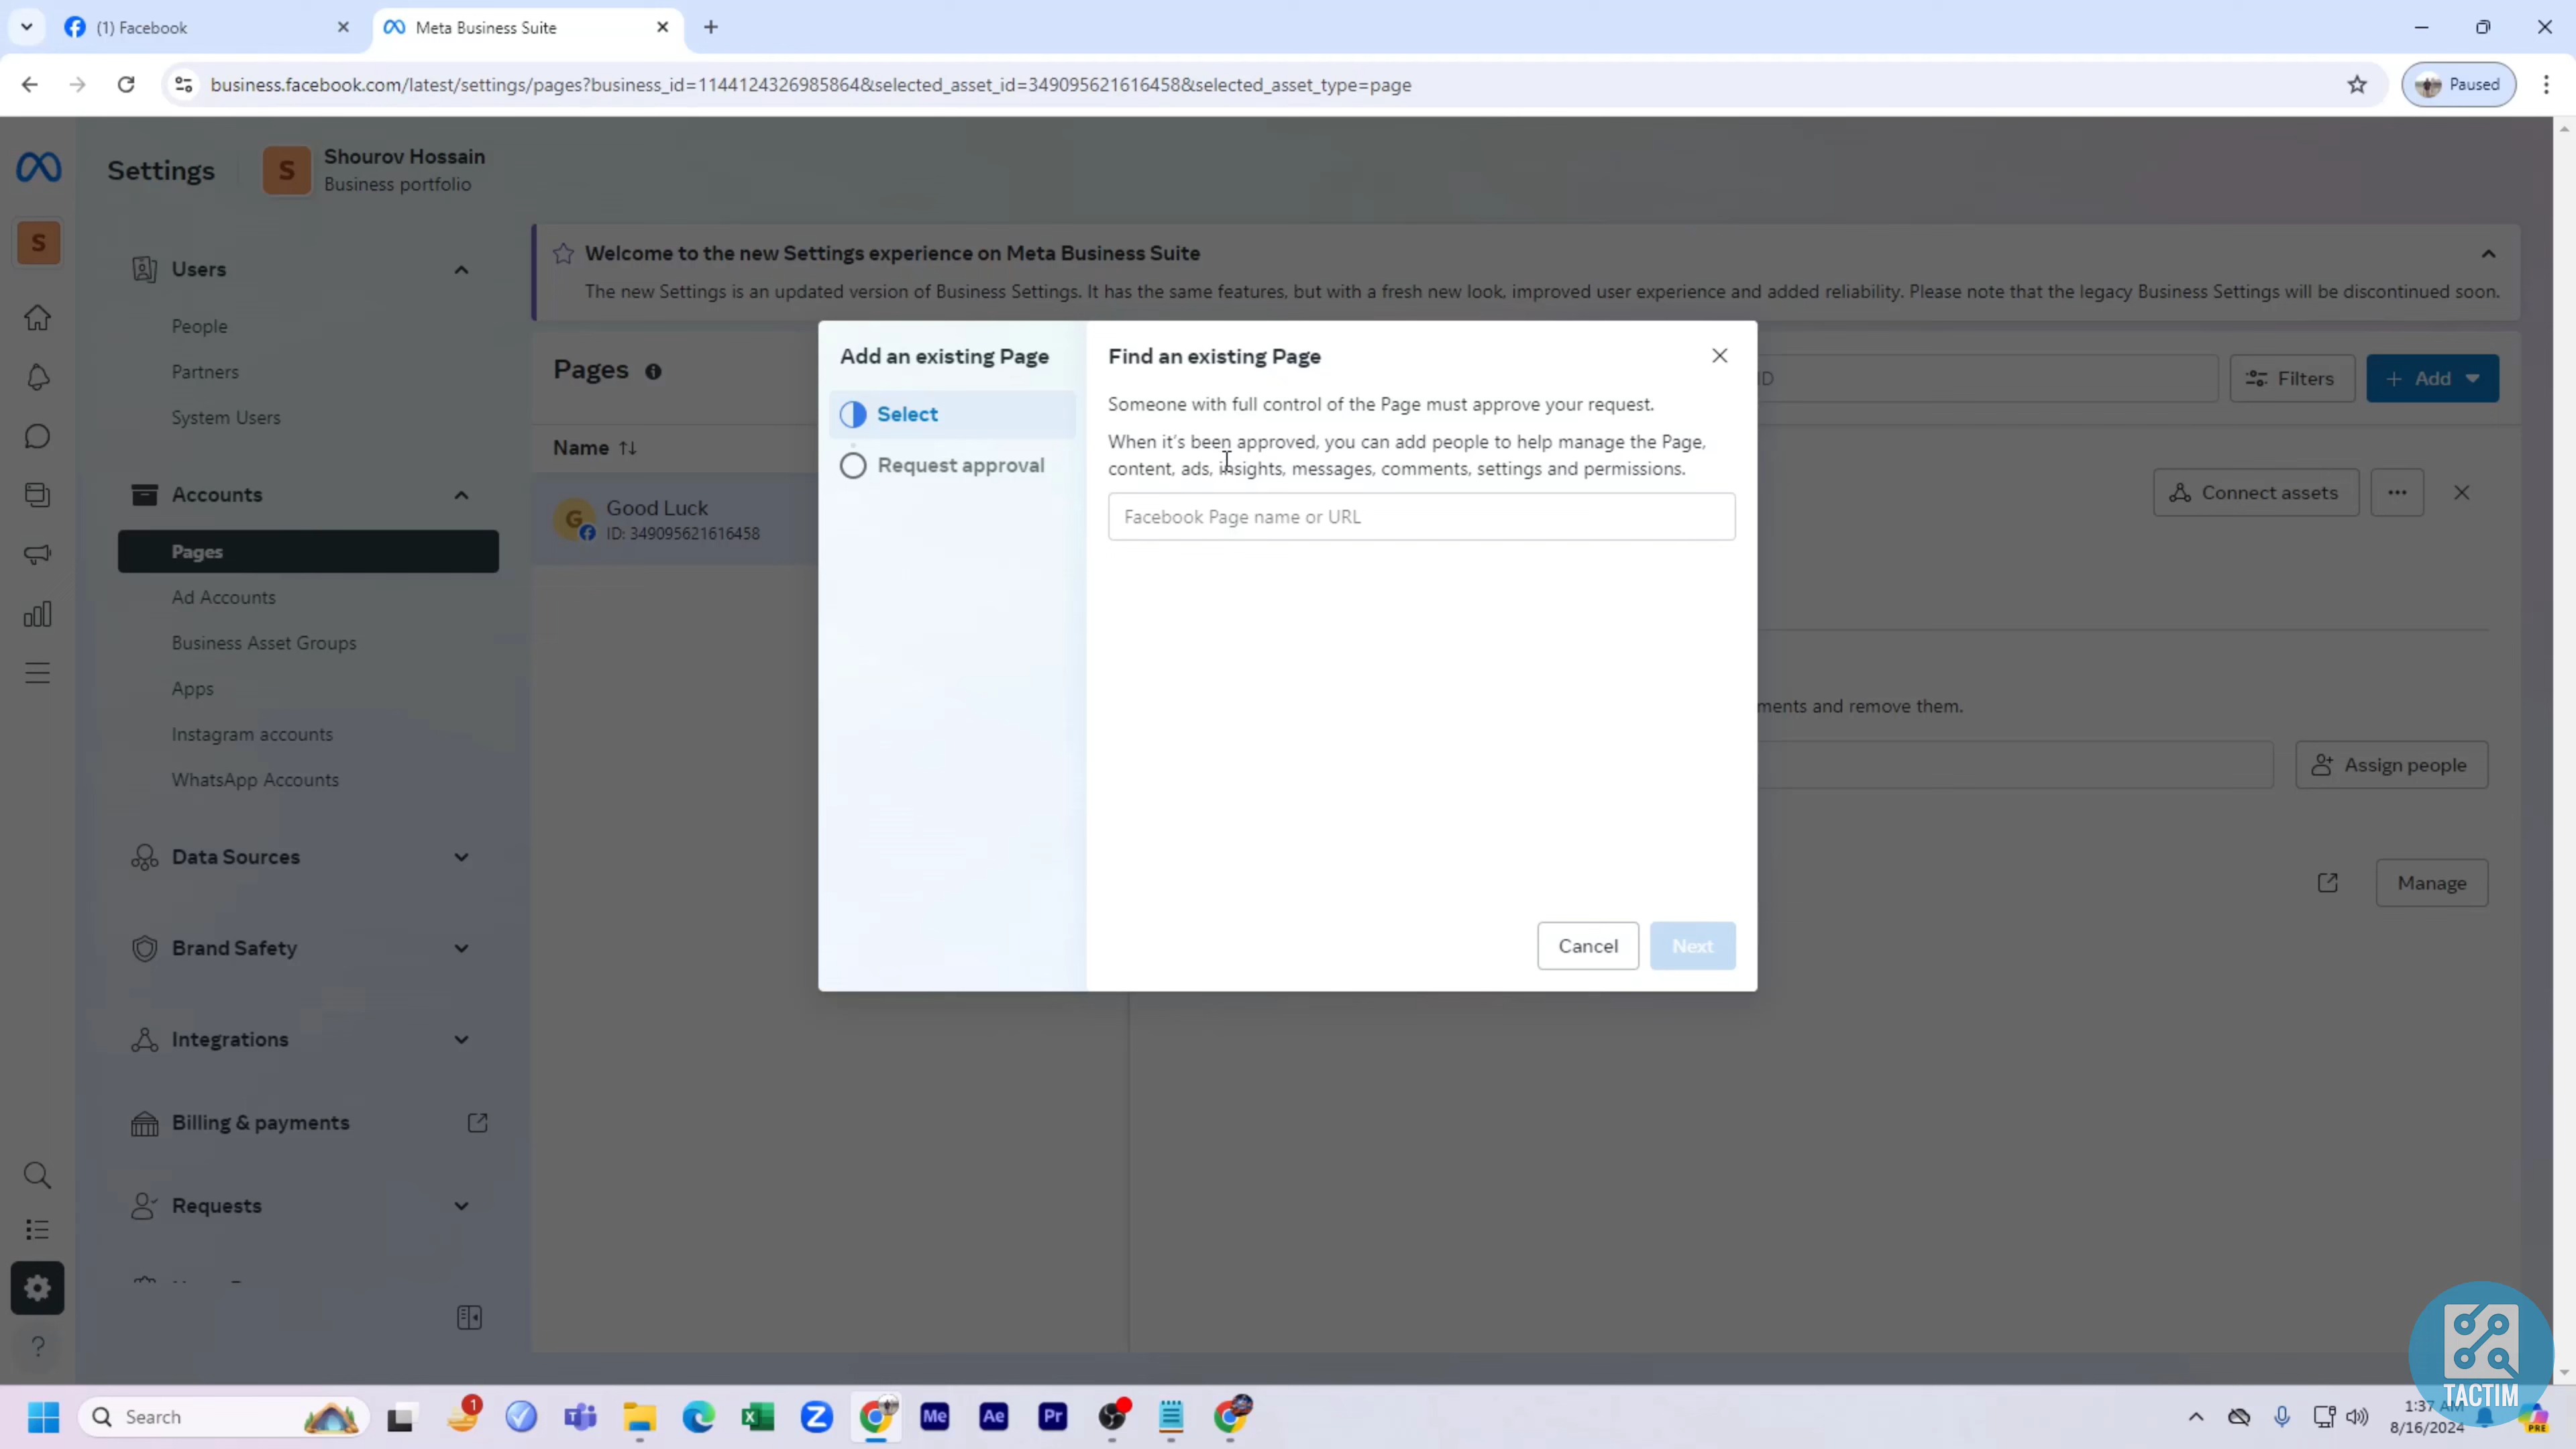 (1) Facebook
Meta Business Suite
business.facebook.com/latest/settings/pages?business_id=1144124326985864&selected_asset_id=349095621616458&selected_asset_type=page
Paused
Settings
S
Shourov Hossain
Business portfolio
S
Users
People
Partners
System Users
Accounts
Pages
Ad Accounts
Business Asset Groups
Apps
Instagram accounts
WhatsApp Accounts
Data Sources
Brand Safety
Integrations
Billing & payments
Requests
Welcome to the new Settings experience on Meta Business Suite
The new Settings is an updated version of Business Settings. It has the same features, but with a fresh new look, improved user experience and added reliability. Please note that the legacy Business Settings will be discontinued soon.
Pages
Name
G
Good Luck
ID: 349095621616458
Add an existing Page
Select
Request approval
Find an existing Page
Someone with full control of the Page must approve your request.
When it's been approved, you can add people to help manage the Page,
content, ads, insights, messages, comments, settings and permissions.
Facebook Page name or URL
Cancel
Next
ID
Filters
+ Add
Connect assets
ments and remove them.
Assign people
Manage
Search
1
Me
Ae
Pr
1:37 AM
8/16/2024
PRE
TACTIM